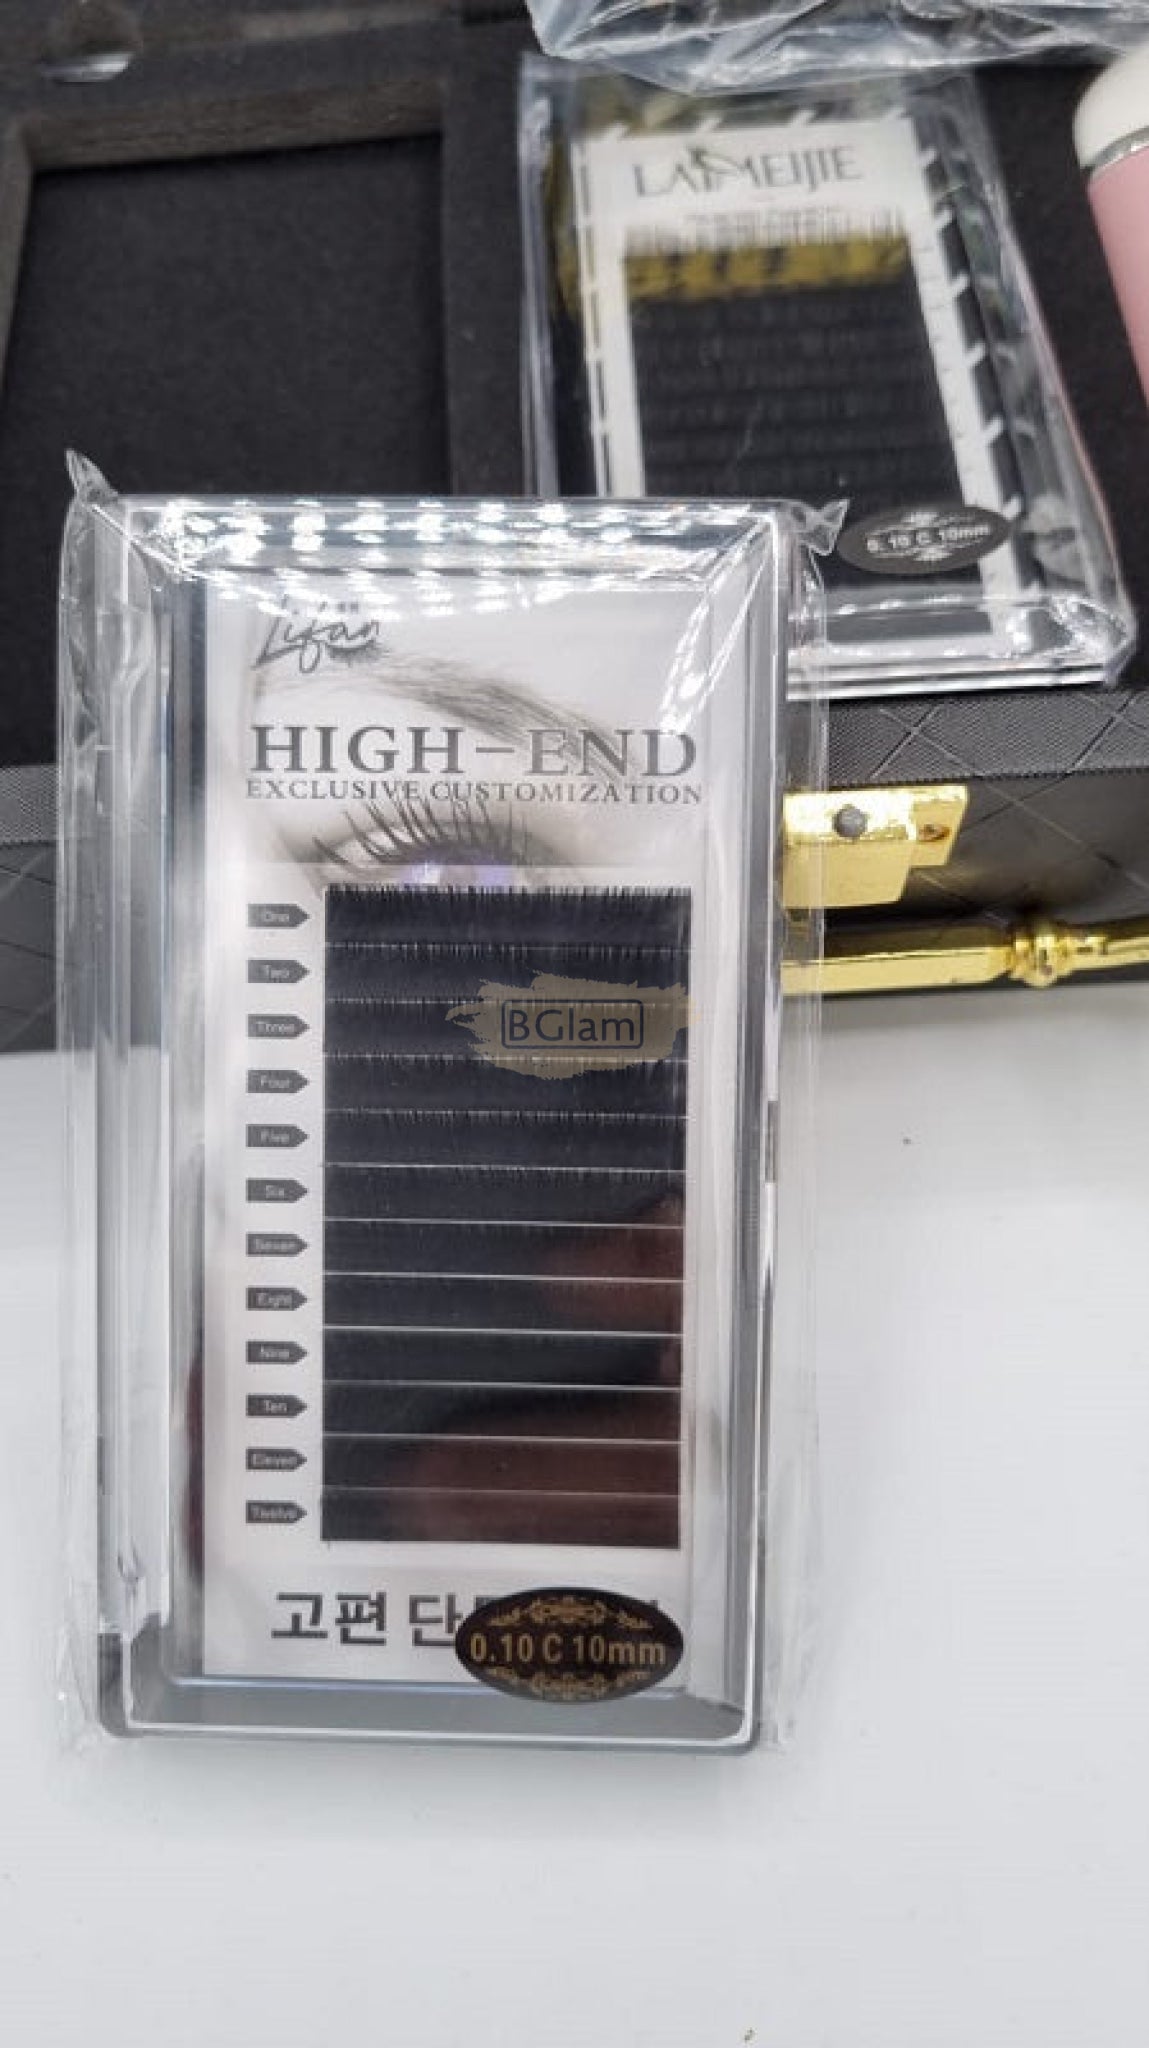 LAIMEIJIE
0.10 C 10mm
Lifan
HIGH-END
EXCLUSIVE CUSTOMIZATION
One
Two
Three
BGlam
Four
Five
Six
Seven
Eight
Nine
Ten
Eleven
Twelve
고편 단
0.10 C 10mm